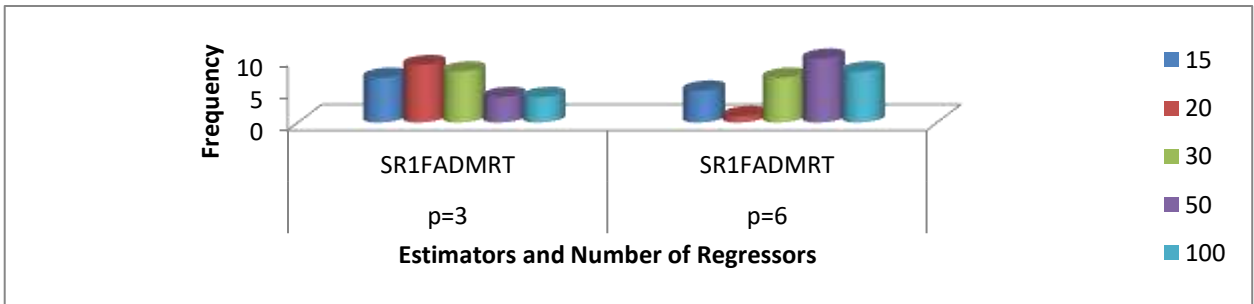 Frequency
10
5
0
SR1FADMRT
SR1FADMRT
p=3
p=6
Estimators and Number of Regressors
15
20
30
50
100